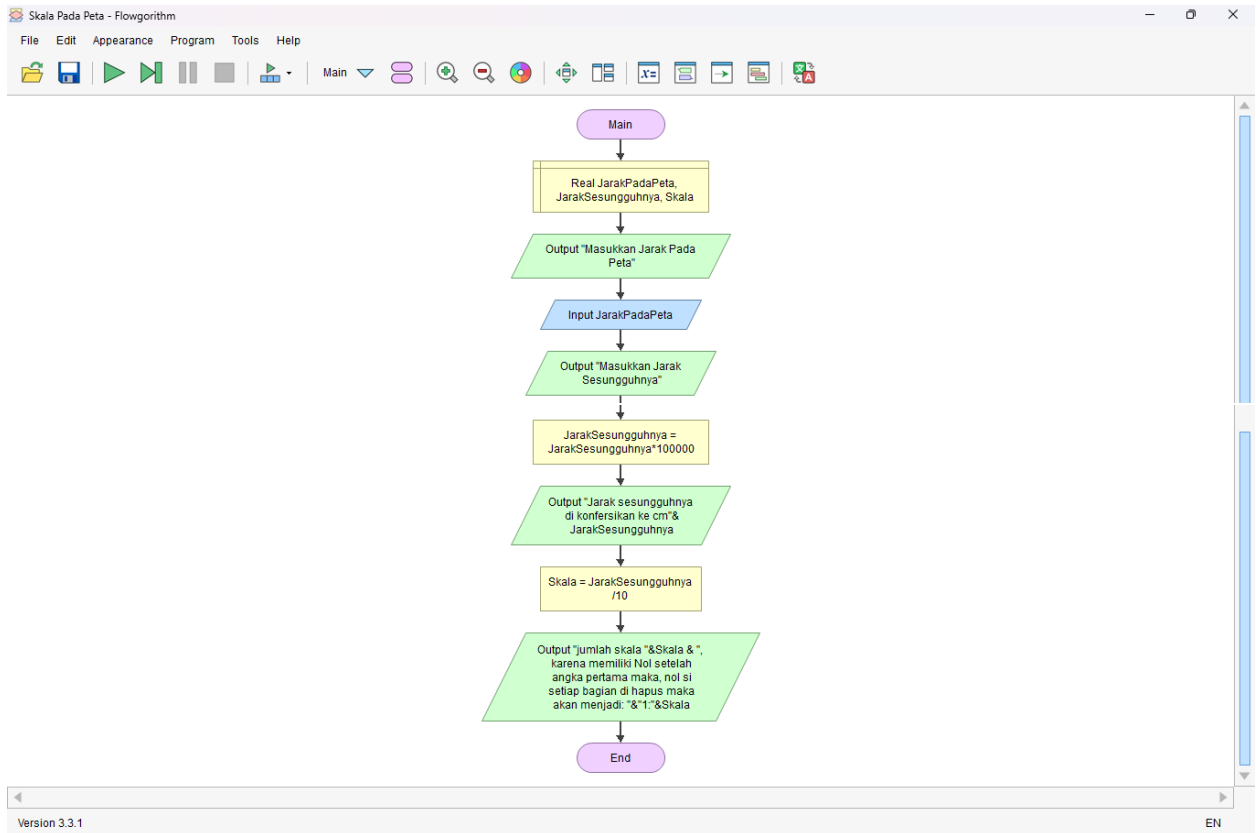 Skala Pada Peta - Flowgorithm
File Edit Appearance Program Tools Help
Main
x=
Main
Real JarakPadaPeta,
JarakSesungguhnya, Skala
Output "Masukkan Jarak Pada
Peta"
Input JarakPadaPeta
Output "Masukkan Jarak
Sesungguhnya"
JarakSesungguhnya =
JarakSesungguhnya*100000
Output "Jarak sesungguhnya
di konfersikan ke cm"&
JarakSesungguhnya
Skala = JarakSesungguhnya
/10
Output "jumlah skala "&Skala & ",
karena memiliki Nol setelah
angka pertama maka, nol si
setiap bagian di hapus maka
akan menjadi: "&"1:"&Skala
End
Version 3.3.1
EN